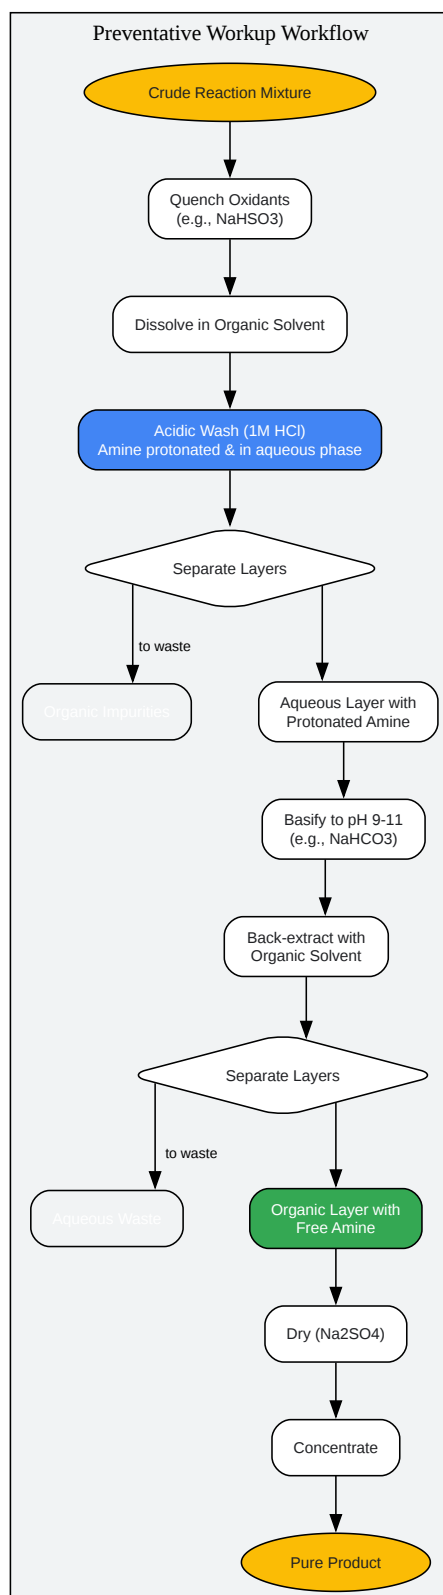 Preventative Workup Workflow
Crude Reaction Mixture
Quench Oxidants
(e.g., NaHSO3)
Dissolve in Organic Solvent
Acidic Wash (1M HCl)
Amine protonated & in aqueous phase
Separate Layers
to waste
Organic Impurities
Aqueous Layer with
Protonated Amine
Basify to pH 9-11
(e.g., NaHCO3)
Back-extract with
Organic Solvent
Separate Layers
to waste
Aqueous Waste
Organic Layer with
Free Amine
Dry (Na2SO4)
Concentrate
Pure Product